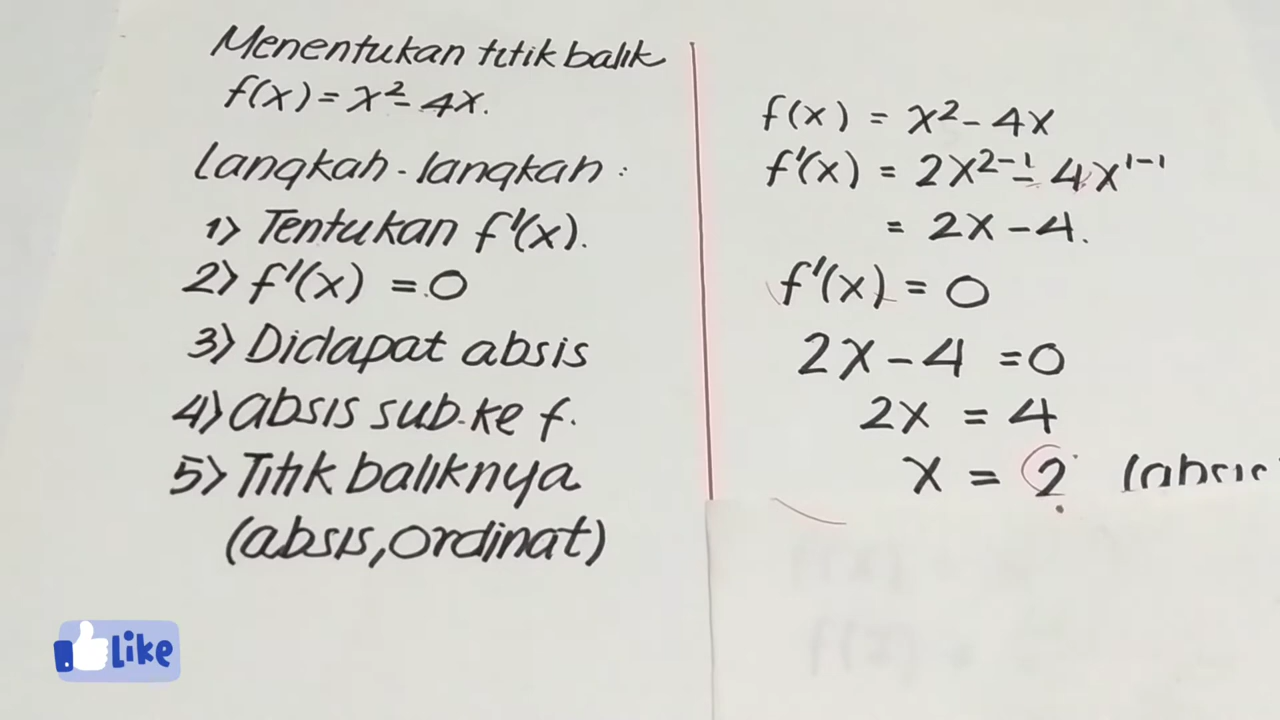 Menentukan titik balik
f(x) = x² - 4x.
Langkah - langkah :
1) Tentukan f'(x).
2) f'(x) = 0
3) Didapat absis
4) absis sub. ke f.
5) Titik baliknya
(absis, ordinat)
f(x) = x² - 4x
f'(x) = 2x²⁻¹ - 4x¹⁻¹
= 2x - 4.
f'(x) = 0
2x - 4 = 0
2x = 4
x = 2 (absis
Like